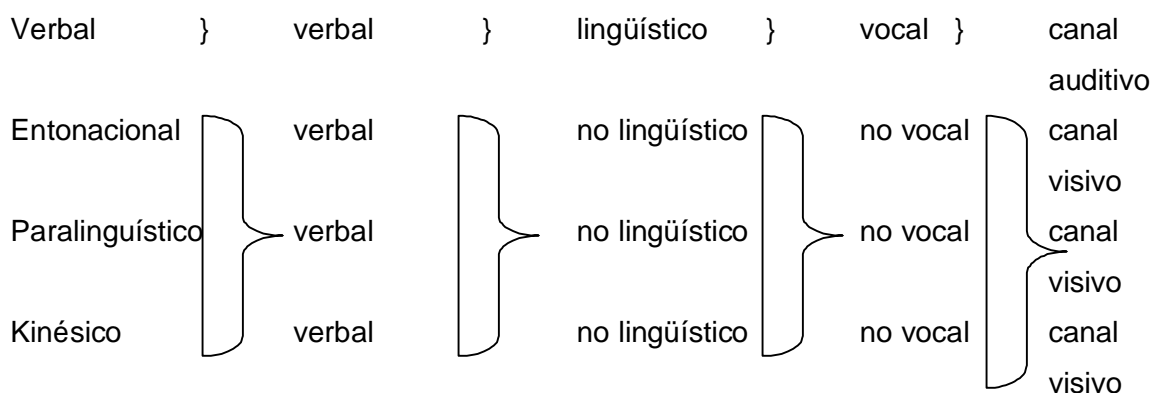 Verbal } verbal } lingüístico } vocal } canal
auditivo
Entonacional verbal no lingüístico no vocal canal
visivo
Paralinguístico verbal no lingüístico no vocal canal
visivo
Kinésico verbal no lingüístico no vocal canal
visivo